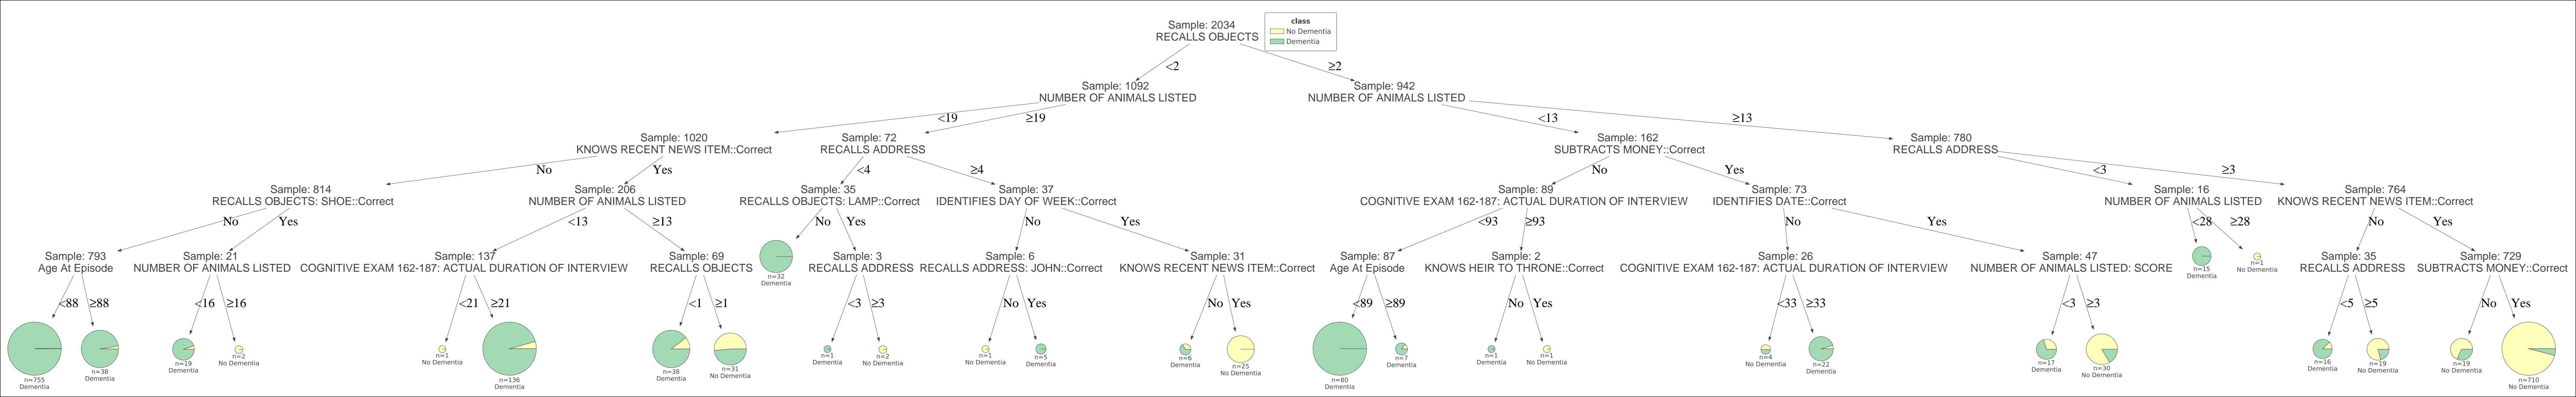 Sample: 2034
RECALLS OBJECTS
class
No Dementia
Dementia
<2
≥2
Sample: 1092
NUMBER OF ANIMALS LISTED
Sample: 942
NUMBER OF ANIMALS LISTED
<19
≥19
<13
≥13
Sample: 1020
KNOWS RECENT NEWS ITEM::Correct
Sample: 72
RECALLS ADDRESS
Sample: 162
SUBTRACTS MONEY::Correct
Sample: 780
RECALLS ADDRESS
No
Yes
<4
≥4
No
Yes
<3
≥3
Sample: 814
RECALLS OBJECTS: SHOE::Correct
Sample: 206
NUMBER OF ANIMALS LISTED
Sample: 35
RECALLS OBJECTS: LAMP::Correct
Sample: 37
IDENTIFIES DAY OF WEEK::Correct
Sample: 89
COGNITIVE EXAM 162-187: ACTUAL DURATION OF INTERVIEW
Sample: 73
IDENTIFIES DATE::Correct
Sample: 16
NUMBER OF ANIMALS LISTED
Sample: 764
KNOWS RECENT NEWS ITEM::Correct
No
Yes
<13
≥13
No
Yes
No
Yes
<93
≥93
No
Yes
<28
≥28
No
Yes
Sample: 793
Age At Episode
Sample: 21
NUMBER OF ANIMALS LISTED
Sample: 137
COGNITIVE EXAM 162-187: ACTUAL DURATION OF INTERVIEW
Sample: 69
RECALLS OBJECTS
n=32
Dementia
Sample: 3
RECALLS ADDRESS
Sample: 6
RECALLS ADDRESS: JOHN::Correct
Sample: 31
KNOWS RECENT NEWS ITEM::Correct
Sample: 87
Age At Episode
Sample: 2
KNOWS HEIR TO THRONE::Correct
Sample: 26
COGNITIVE EXAM 162-187: ACTUAL DURATION OF INTERVIEW
Sample: 47
NUMBER OF ANIMALS LISTED: SCORE
n=15
Dementia
n=1
No Dementia
Sample: 35
RECALLS ADDRESS
Sample: 729
SUBTRACTS MONEY::Correct
<88
≥88
<16
≥16
<21
≥21
<1
≥1
<3
≥3
No
Yes
No
Yes
<89
≥89
No
Yes
<33
≥33
<3
≥3
<5
≥5
No
Yes
n=755
Dementia
n=38
Dementia
n=19
Dementia
n=2
No Dementia
n=1
No Dementia
n=136
Dementia
n=38
Dementia
n=31
No Dementia
n=1
Dementia
n=2
No Dementia
n=1
No Dementia
n=5
Dementia
n=6
Dementia
n=25
No Dementia
n=80
Dementia
n=7
Dementia
n=1
Dementia
n=1
No Dementia
n=4
No Dementia
n=22
Dementia
n=17
Dementia
n=30
No Dementia
n=16
Dementia
n=19
No Dementia
n=19
No Dementia
n=710
No Dementia